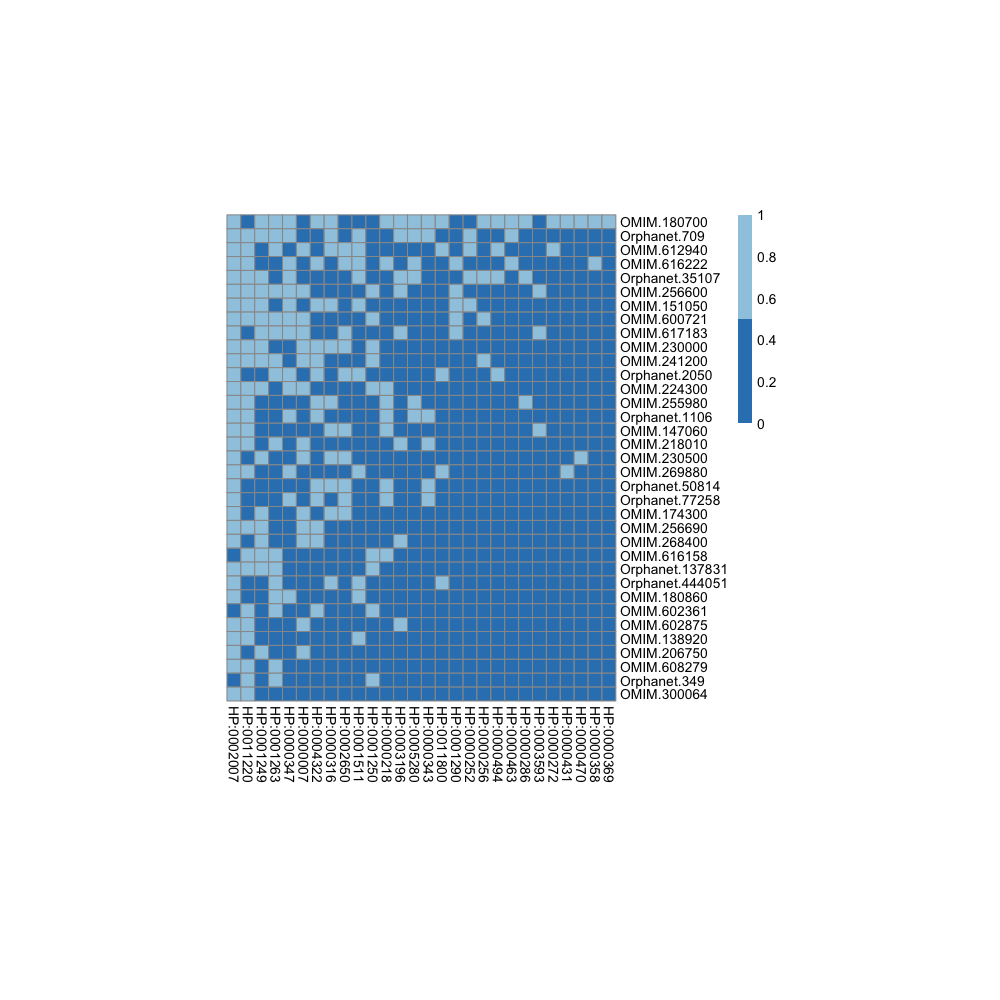 OMIM.180700
Orphanet.709
OMIM.612940
OMIM.616222
Orphanet.35107
OMIM.256600
OMIM.151050
OMIM.600721
OMIM.617183
OMIM.230000
OMIM.241200
Orphanet.2050
OMIM.224300
OMIM.255980
Orphanet.1106
OMIM.147060
OMIM.218010
OMIM.230500
OMIM.269880
Orphanet.50814
Orphanet.77258
OMIM.174300
OMIM.256690
OMIM.268400
OMIM.616158
Orphanet.137831
Orphanet.444051
OMIM.180860
OMIM.602361
OMIM.602875
OMIM.138920
OMIM.206750
OMIM.608279
Orphanet.349
OMIM.300064
1
0.8
0.6
0.4
0.2
0
HP:0002007
HP:0011220
HP:0001249
HP:0001263
HP:0000347
HP:0000007
HP:0004322
HP:0000316
HP:0002650
HP:0001511
HP:0001250
HP:0000218
HP:0003196
HP:0005280
HP:0000343
HP:0011800
HP:0001290
HP:0000252
HP:0000256
HP:0000494
HP:0000463
HP:0000286
HP:0003593
HP:0000272
HP:0000431
HP:0000470
HP:0000358
HP:0000369